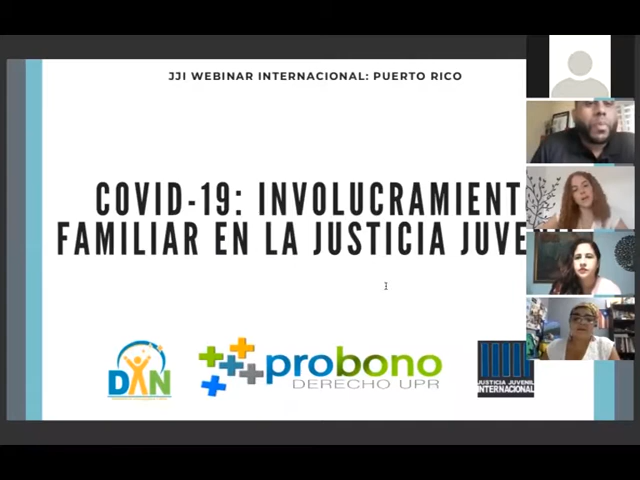 JJI WEBINAR INTERNACIONAL: PUERTO RICO
COVID-19: INVOLUCRAMIENT
FAMILIAR EN LA JUSTICIA JUVE
DAN
probono
DERECHO UPR
JUSTICIA JUVENIL
INTERNACIONAL